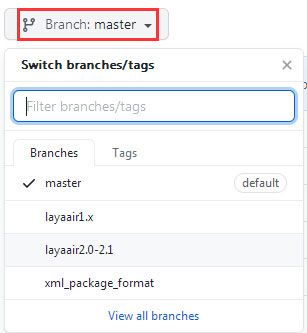 Branch: master
Switch branches/tags
Filter branches/tags
Branches Tags
master default
layaair1.x
layaair2.0-2.1
xml_package_format
View all branches